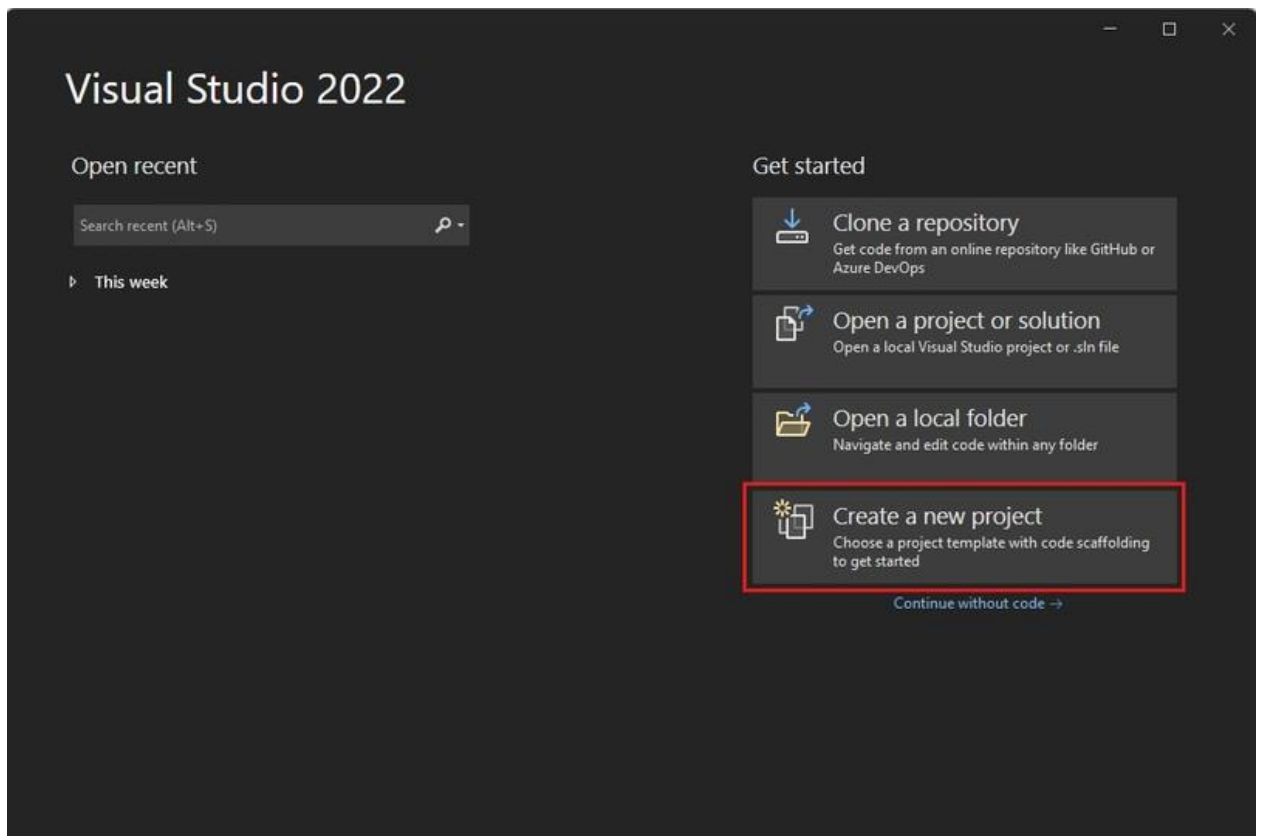 Visual Studio 2022
Open recent
Search recent (Alt+S)
This week
Get started
Clone a repository
Get code from an online repository like GitHub or
Azure DevOps
Open a project or solution
Open a local Visual Studio project or .sln file
Open a local folder
Navigate and edit code within any folder
Create a new project
Choose a project template with code scaffolding
to get started
Continue without code →